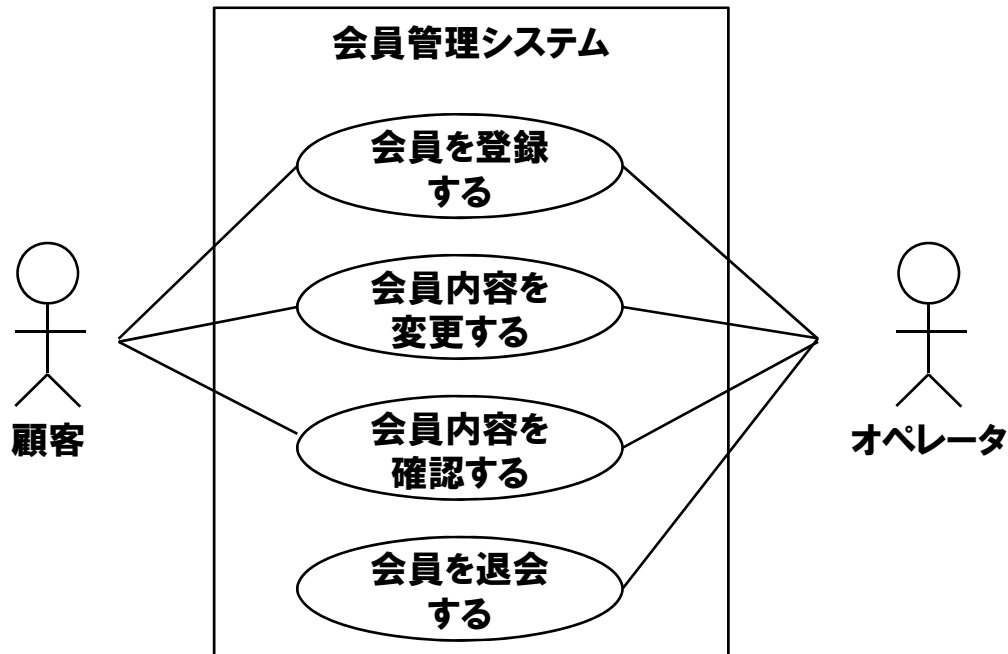 会員管理システム
会員を登録
する
会員内容を
変更する
会員内容を
確認する
会員を退会
する
顧客
オペレータ